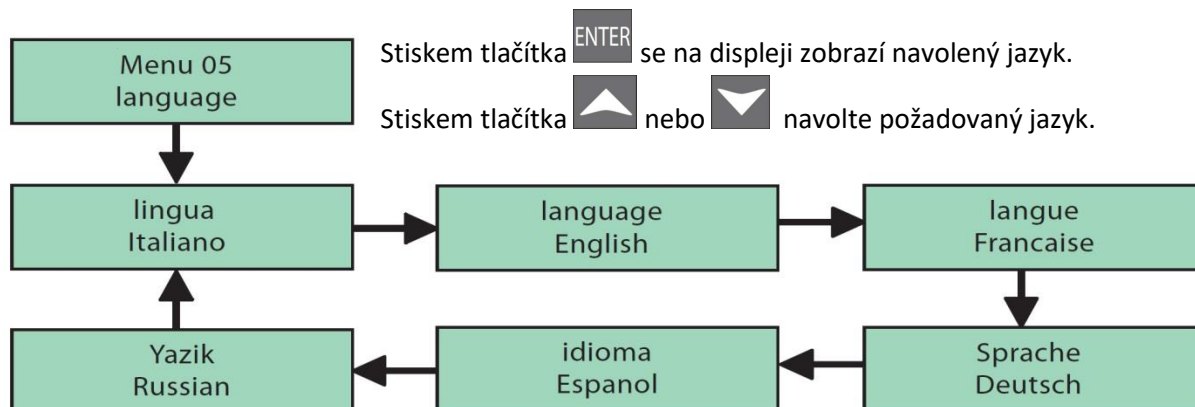 Menu 05
language
Stiskem tlačítka ENTER se na displeji zobrazí navolený jazyk.
Stiskem tlačítka nebo navolte požadovaný jazyk.
lingua
Italiano
language
English
langue
Francaise
Yazik
Russian
idioma
Espanol
Sprache
Deutsch